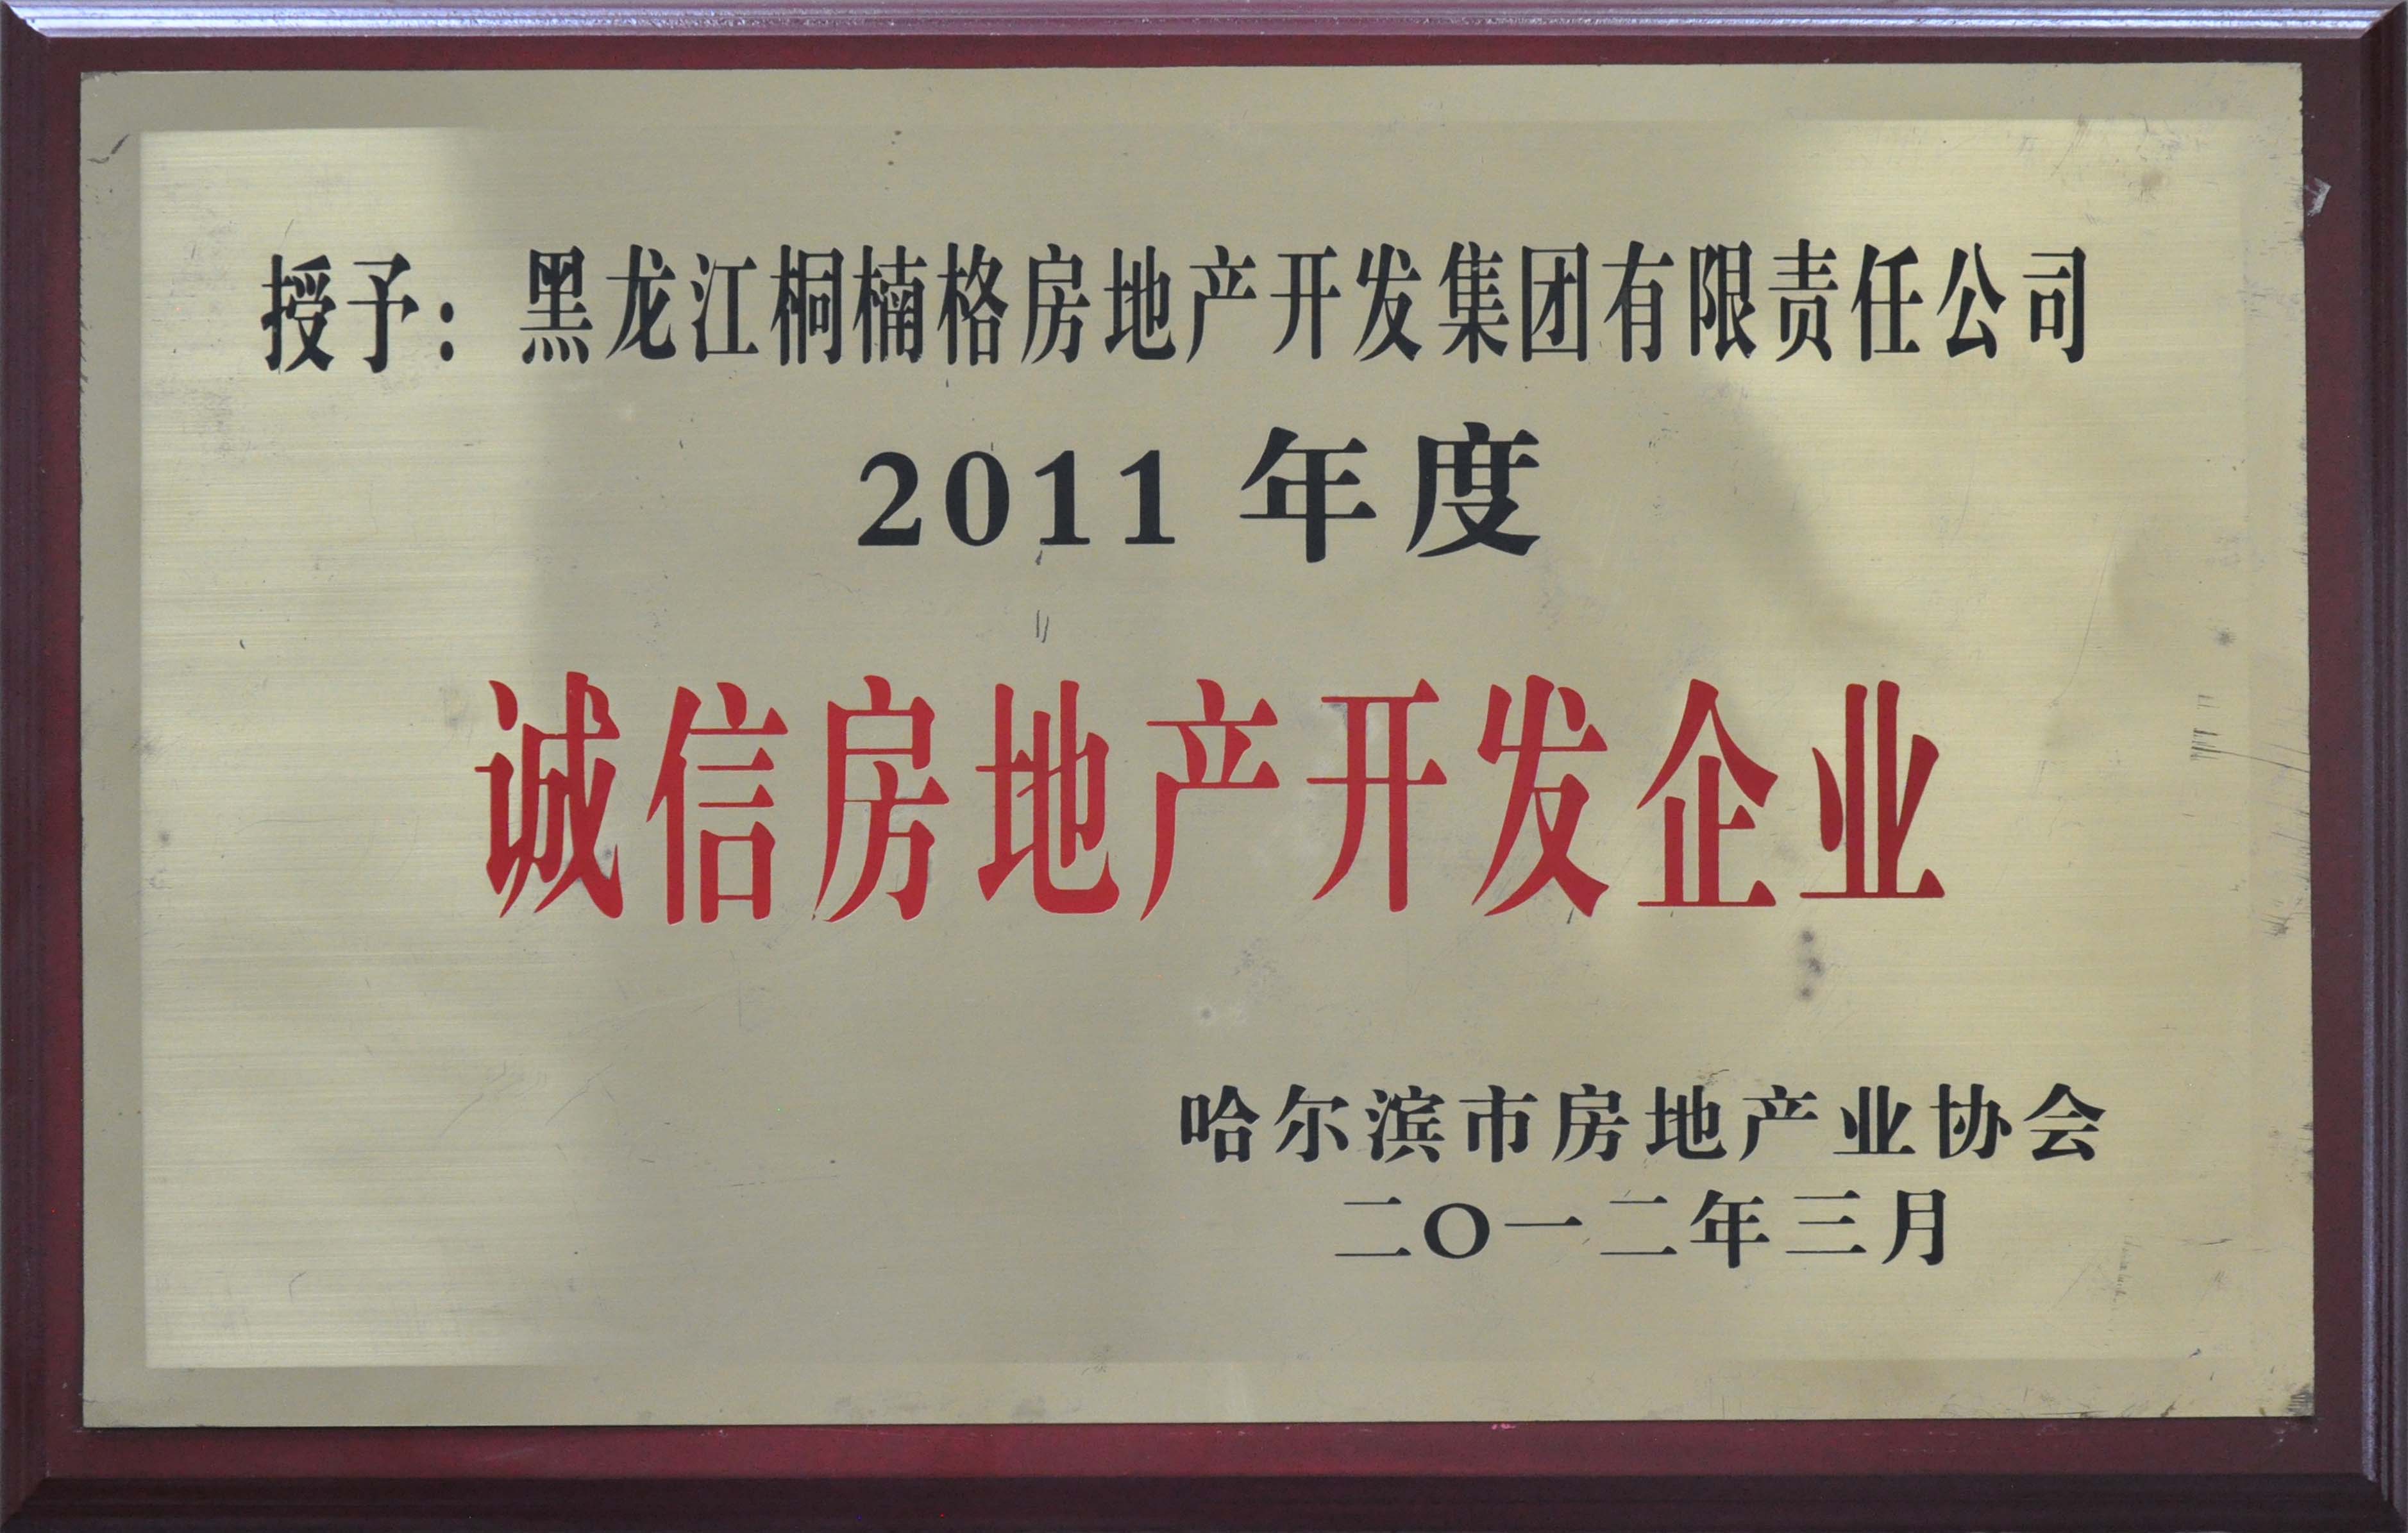 授予：黑龙江桐楠格房地产开发集团有限责任公司
2011 年度
诚信房地产开发企业
哈尔滨市房地产业协会
二〇一二年三月